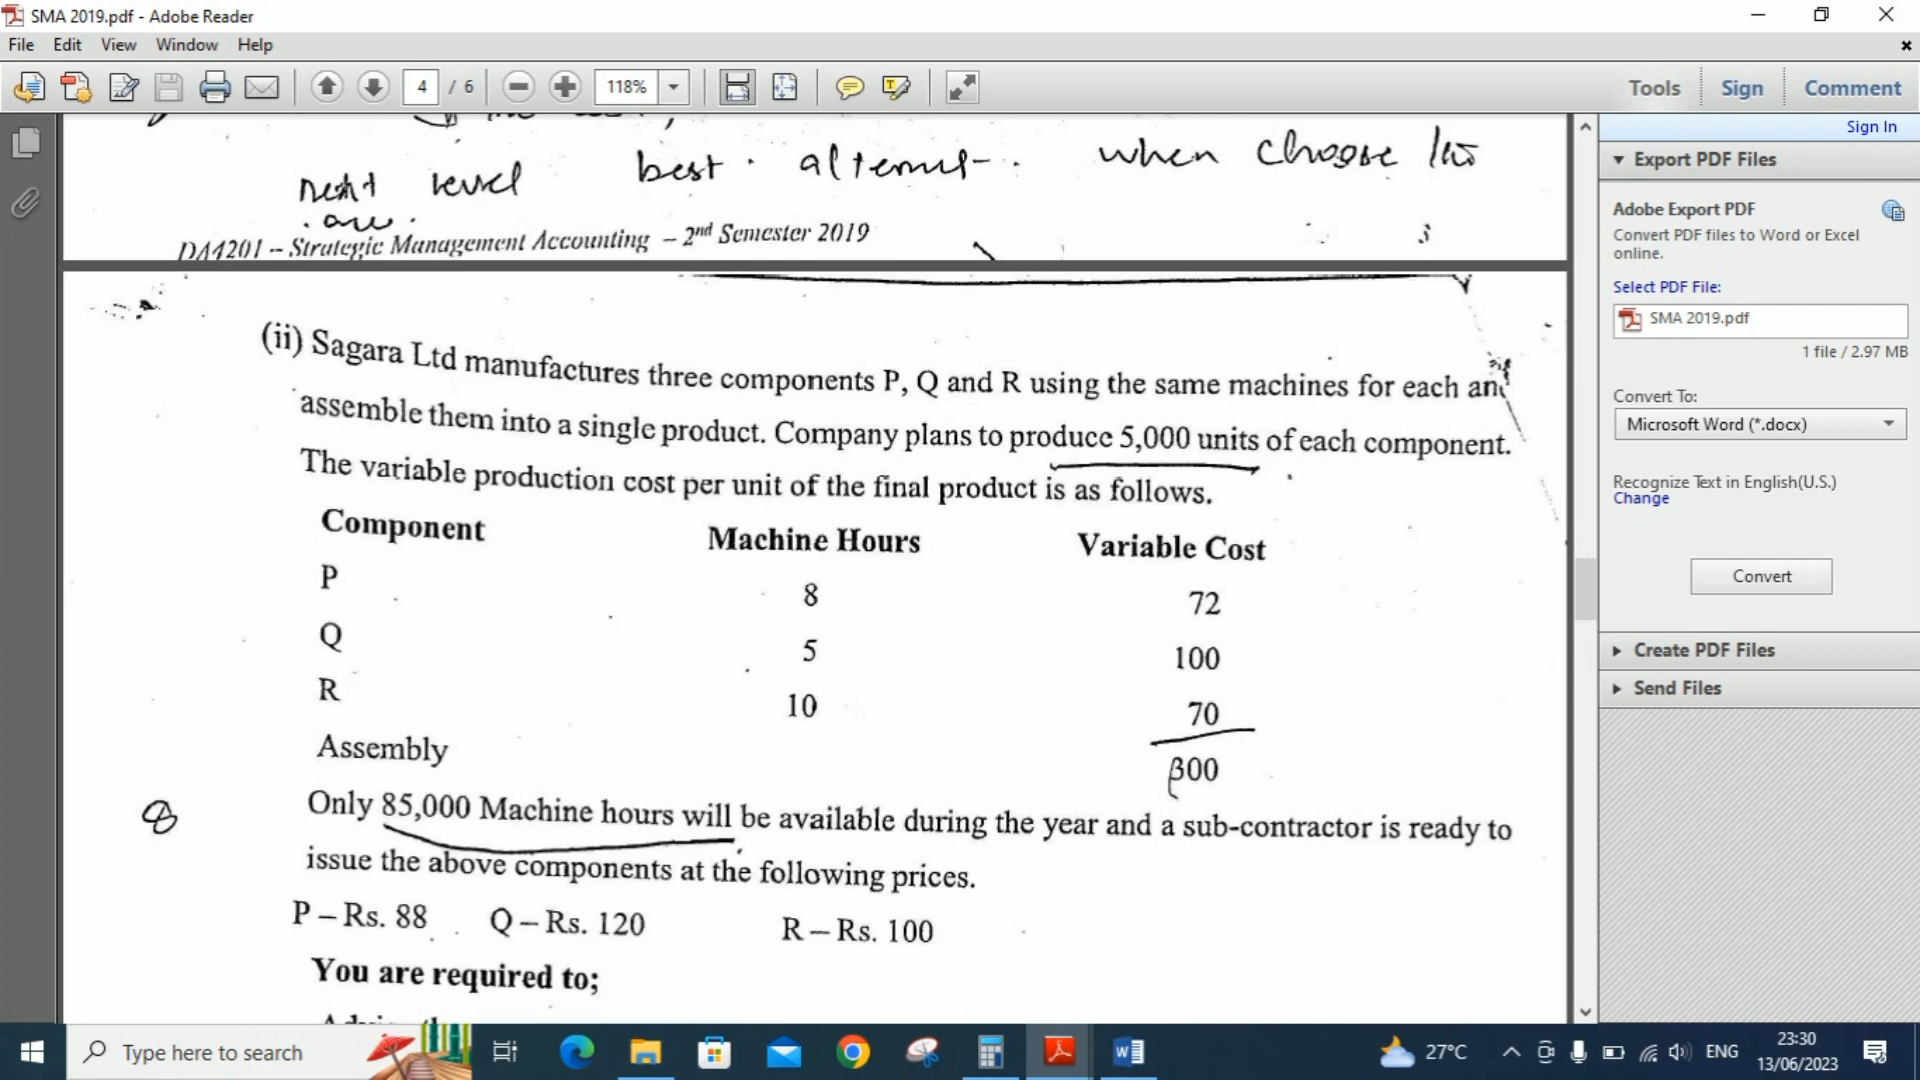 SMA 2019.pdf - Adobe Reader
File Edit View Window Help
4 / 6 118% Tools Sign Comment
Sign In
next level best . alternat- . when choose
DA4201 – Strategic Management Accounting – 2nd Semester 2019
(ii) Sagara Ltd manufactures three components P, Q and R using the same machines for each and
assemble them into a single product. Company plans to produce 5,000 units of each component.
The variable production cost per unit of the final product is as follows.
Component Machine Hours Variable Cost
P 8 72
Q 5 100
R 10 70
Assembly 300
8 Only 85,000 Machine hours will be available during the year and a sub-contractor is ready to
issue the above components at the following prices.
P – Rs. 88 Q – Rs. 120 R – Rs. 100
You are required to;
Export PDF Files
Adobe Export PDF
Convert PDF files to Word or Excel
online.
Select PDF File:
SMA 2019.pdf
1 file / 2.97 MB
Convert To:
Microsoft Word (*.docx)
Recognize Text in English(U.S.)
Change
Convert
Create PDF Files
Send Files
Type here to search
27°C ENG
23:30
13/06/2023